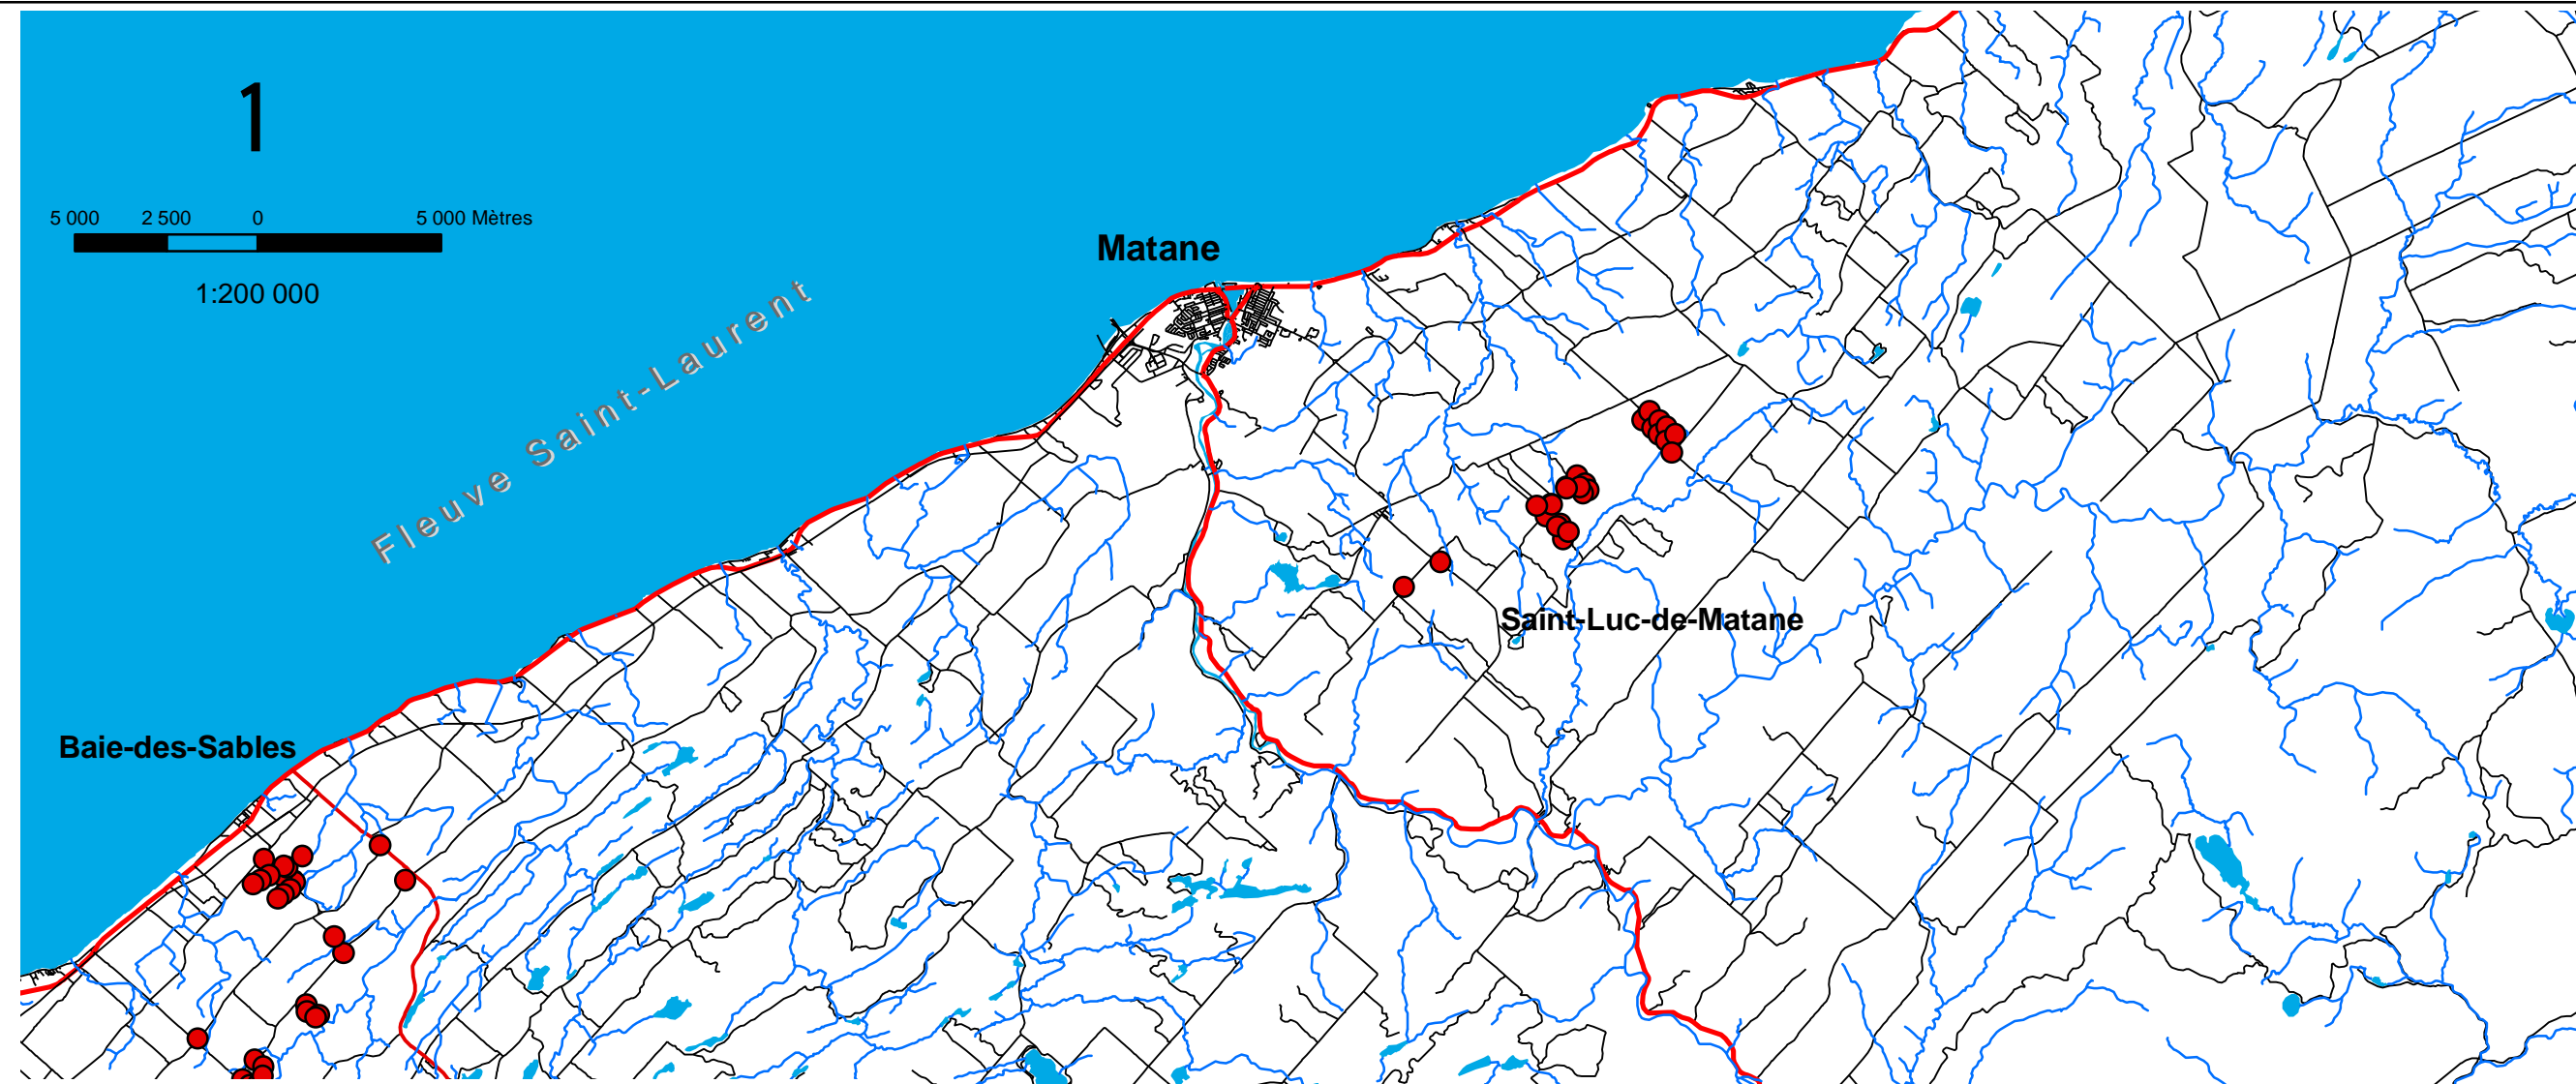 1
5 000 2 500 0 5 000 Mètres
1:200 000
Matane
Fleuve Saint-Laurent
Saint-Luc-de-Matane
Baie-des-Sables